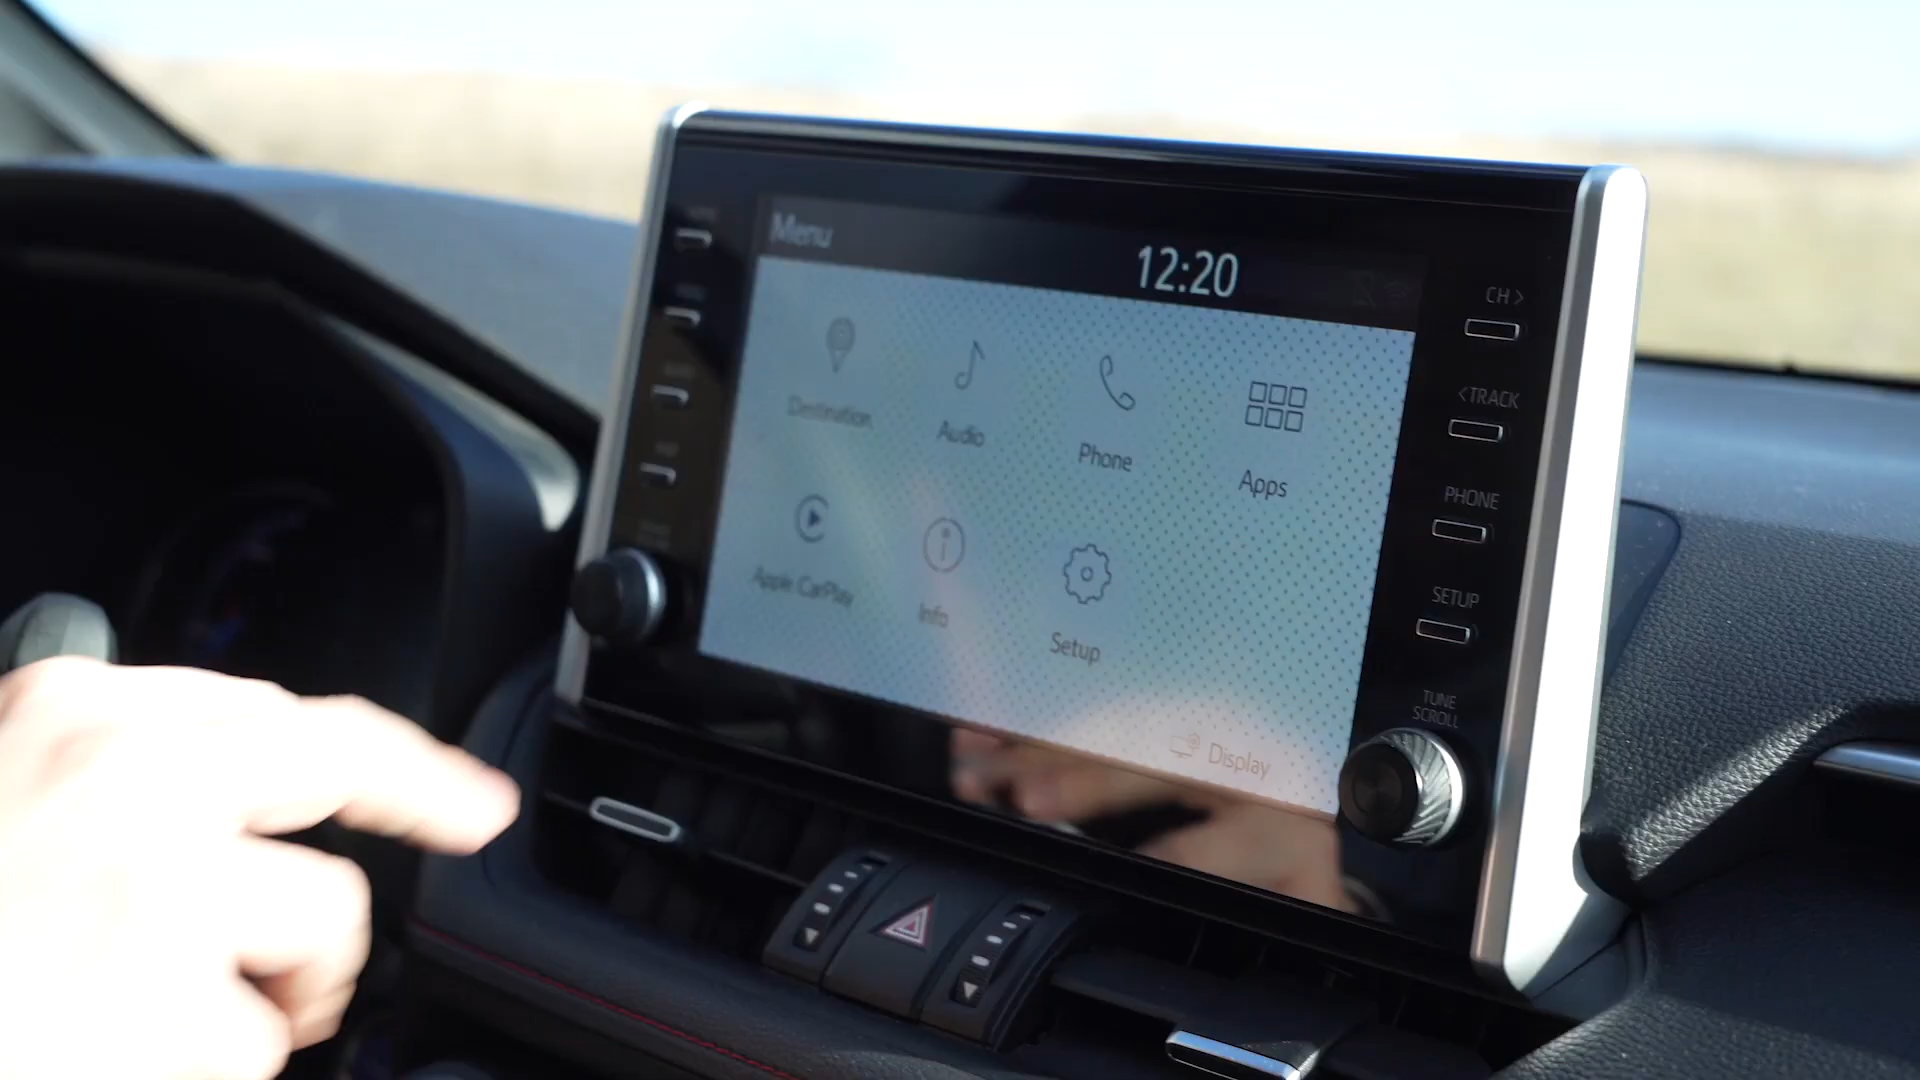 Menu
12:20
Destination
Audio
Phone
Apps
Apple CarPlay
Info
Setup
Display
CH >
< TRACK
PHONE
SETUP
TUNE
SCROLL